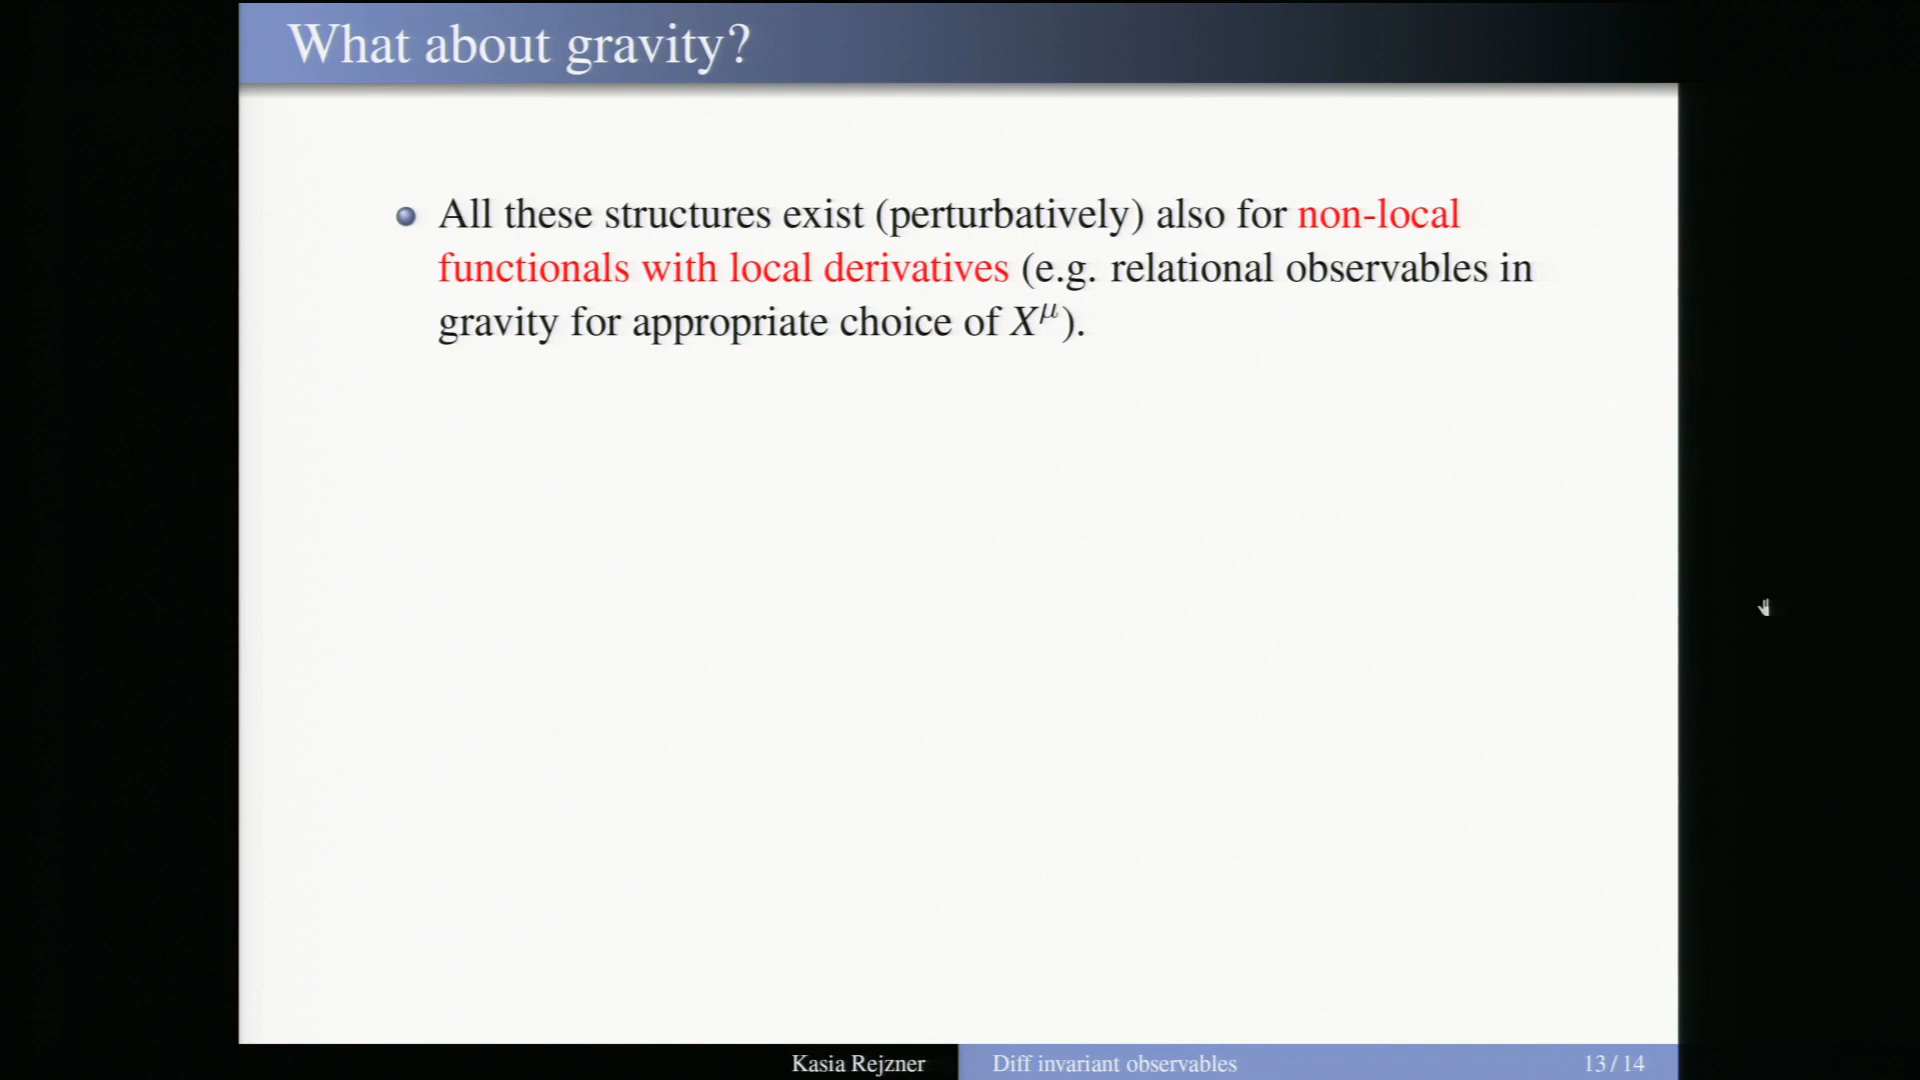 What about gravity?
All these structures exist (perturbatively) also for non-local
functionals with local derivatives (e.g. relational observables in
gravity for appropriate choice of X^μ).
Kasia Rejzner
Diff invariant observables
13 / 14